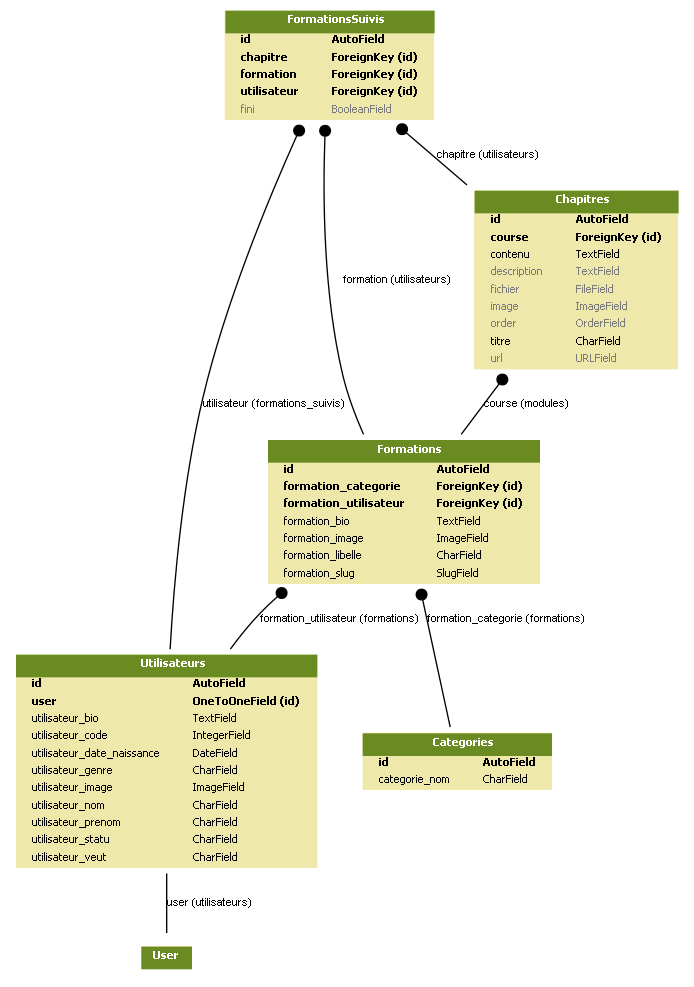 FormationsSuivis
id AutoField
chapitre ForeignKey (id)
formation ForeignKey (id)
utilisateur ForeignKey (id)
fini BooleanField
chapitre (utilisateurs)
Chapitres
id AutoField
course ForeignKey (id)
contenu TextField
description TextField
fichier FileField
image ImageField
order OrderField
titre CharField
url URLField
formation (utilisateurs)
utilisateur (formations_suivis)
course (modules)
Formations
id AutoField
formation_categorie ForeignKey (id)
formation_utilisateur ForeignKey (id)
formation_bio TextField
formation_image ImageField
formation_libelle CharField
formation_slug SlugField
formation_utilisateur (formations)
formation_categorie (formations)
Utilisateurs
id AutoField
user OneToOneField (id)
utilisateur_bio TextField
utilisateur_code IntegerField
utilisateur_date_naissance DateField
utilisateur_genre CharField
utilisateur_image ImageField
utilisateur_nom CharField
utilisateur_prenom CharField
utilisateur_statu CharField
utilisateur_veut CharField
Categories
id AutoField
categorie_nom CharField
user (utilisateurs)
User